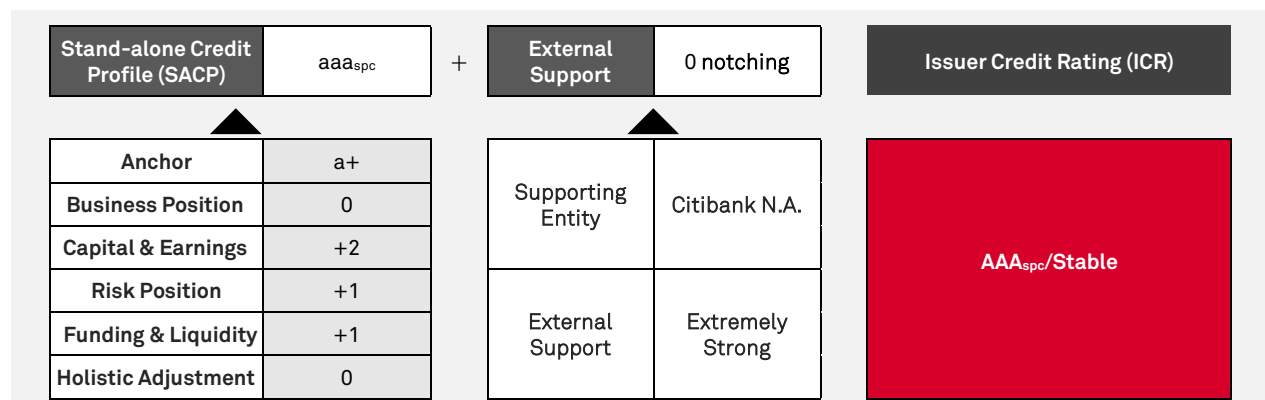 Stand-alone Credit
Profile (SACP)
aaaspc
+
External
Support
0 notching
Issuer Credit Rating (ICR)
Anchor
a+
Business Position
0
Capital & Earnings
+2
Risk Position
+1
Funding & Liquidity
+1
Holistic Adjustment
0
Supporting
Entity
Citibank N.A.
External
Support
Extremely
Strong
AAAspc/Stable